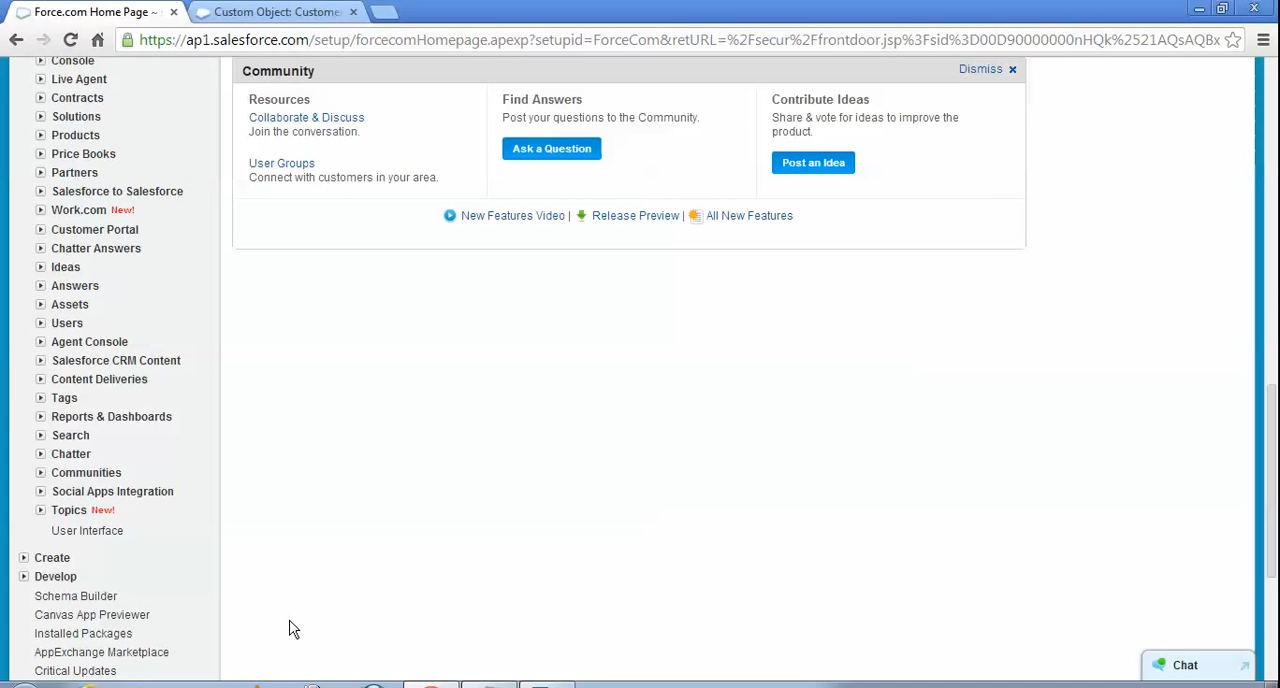 Force.com Home Page ~
Custom Object: Custome
https://ap1.salesforce.com/setup/forcecomHomepage.apexp?setupid=ForceCom&retURL=%2Fsecur%2Ffrontdoor.jsp%3Fsid%3D00D90000000nHQk%2521AQsAQBx
Console
Live Agent
Contracts
Solutions
Products
Price Books
Partners
Salesforce to Salesforce
Work.com New!
Customer Portal
Chatter Answers
Ideas
Answers
Assets
Users
Agent Console
Salesforce CRM Content
Content Deliveries
Tags
Reports & Dashboards
Search
Chatter
Communities
Social Apps Integration
Topics New!
User Interface
Create
Develop
Schema Builder
Canvas App Previewer
Installed Packages
AppExchange Marketplace
Critical Updates
Community
Dismiss
Resources
Collaborate & Discuss
Join the conversation.
User Groups
Connect with customers in your area.
Find Answers
Post your questions to the Community.
Ask a Question
Contribute Ideas
Share & vote for ideas to improve the
product.
Post an Idea
New Features Video | Release Preview | All New Features
Chat